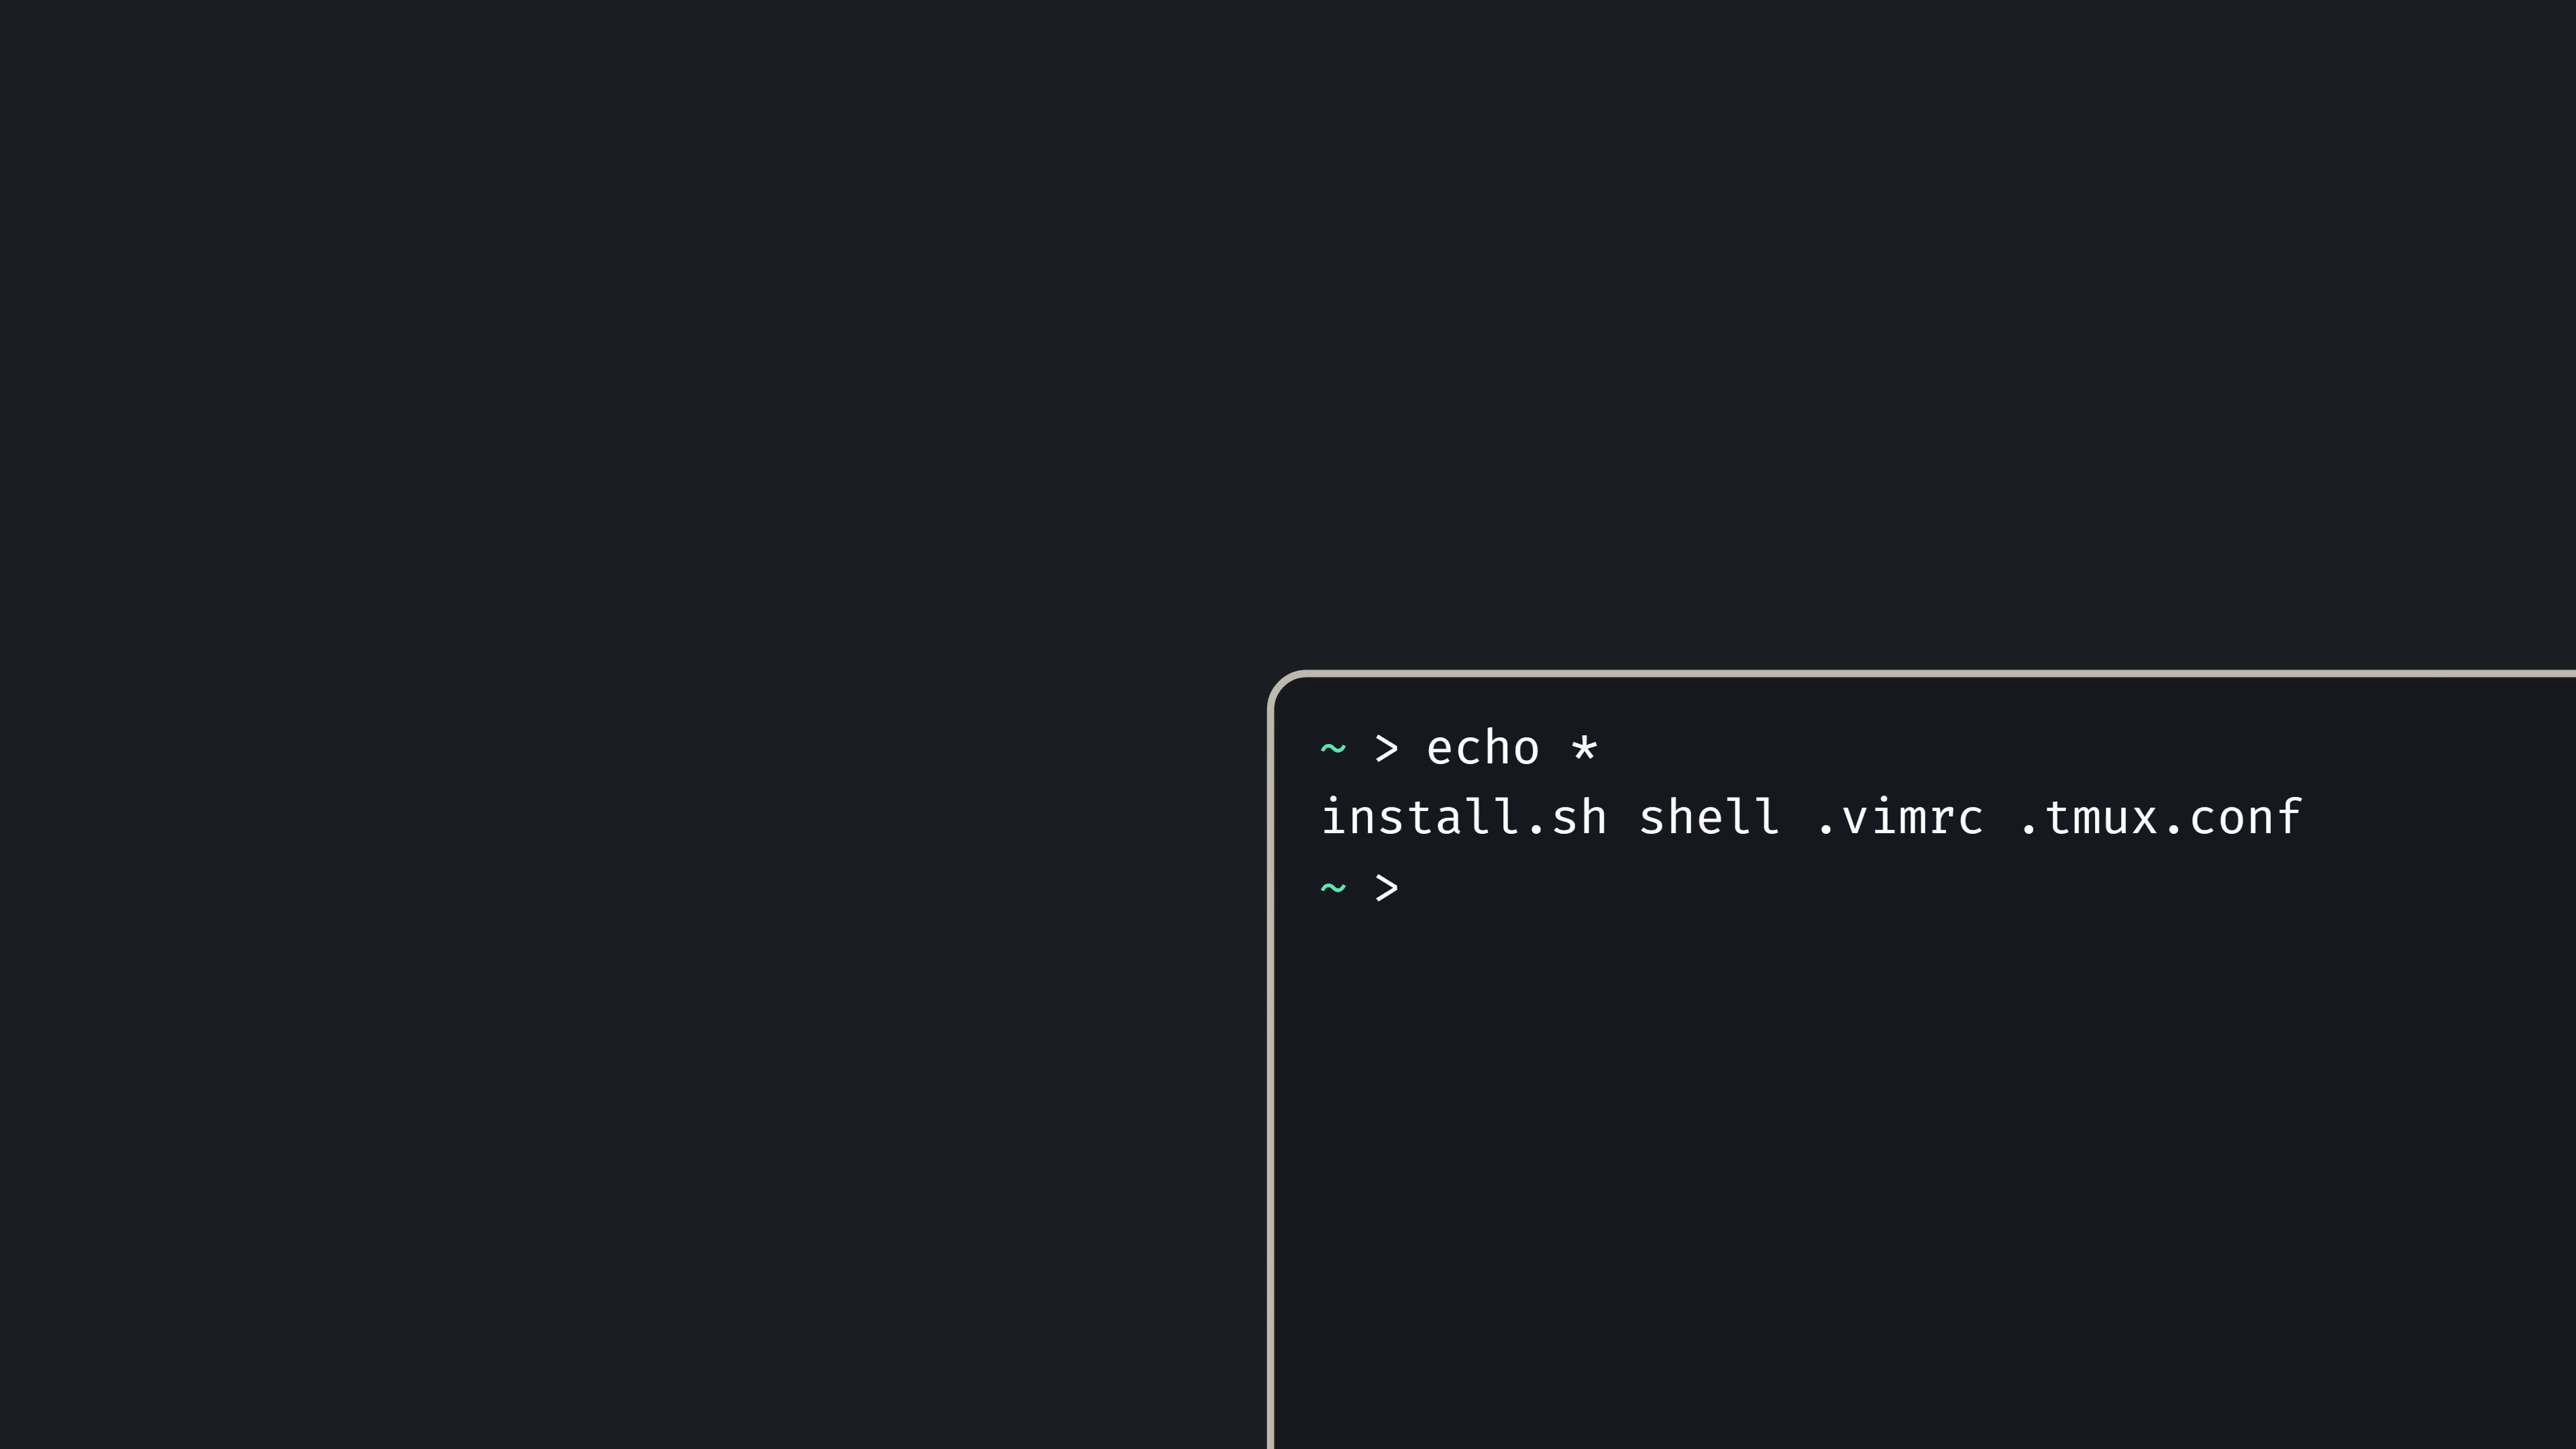 ~ > echo *
install.sh shell .vimrc .tmux.conf
~ >